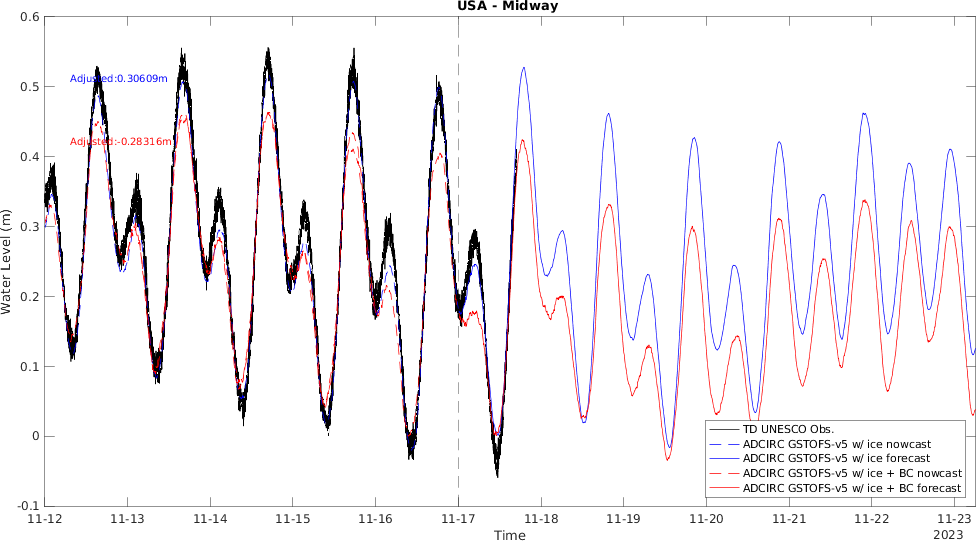 USA - Midway
0.6
0.5
0.4
0.3
0.2
0.1
0
-0.1
Water Level (m)
Adjusted:0.30609m
Adjusted:-0.28316m
TD UNESCO Obs.
ADCIRC GSTOFS-v5 w/ ice nowcast
ADCIRC GSTOFS-v5 w/ ice forecast
ADCIRC GSTOFS-v5 w/ ice + BC nowcast
ADCIRC GSTOFS-v5 w/ ice + BC forecast
11-12 11-13 11-14 11-15 11-16 11-17 11-18 11-19 11-20 11-21 11-22 11-23
Time
2023